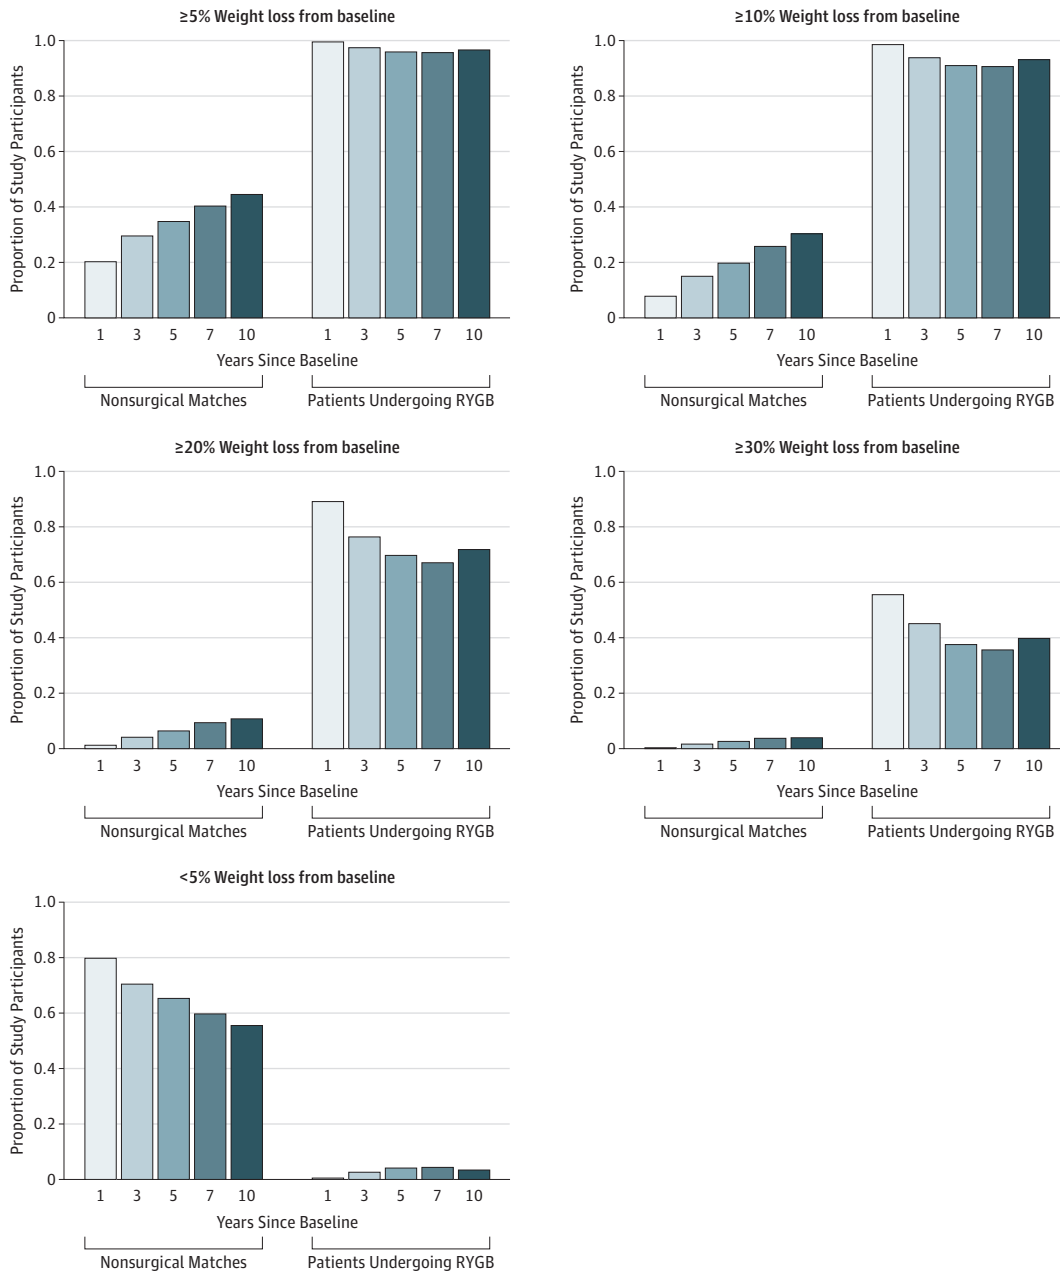 ≥5% Weight loss from baseline
Proportion of Study Participants
1.0
0.8
0.6
0.4
0.2
0
1 3 5 7 10 1 3 5 7 10
Years Since Baseline
Nonsurgical Matches Patients Undergoing RYGB
≥10% Weight loss from baseline
Proportion of Study Participants
1.0
0.8
0.6
0.4
0.2
0
1 3 5 7 10 1 3 5 7 10
Years Since Baseline
Nonsurgical Matches Patients Undergoing RYGB
≥20% Weight loss from baseline
Proportion of Study Participants
1.0
0.8
0.6
0.4
0.2
0
1 3 5 7 10 1 3 5 7 10
Years Since Baseline
Nonsurgical Matches Patients Undergoing RYGB
≥30% Weight loss from baseline
Proportion of Study Participants
1.0
0.8
0.6
0.4
0.2
0
1 3 5 7 10 1 3 5 7 10
Years Since Baseline
Nonsurgical Matches Patients Undergoing RYGB
<5% Weight loss from baseline
Proportion of Study Participants
1.0
0.8
0.6
0.4
0.2
0
1 3 5 7 10 1 3 5 7 10
Years Since Baseline
Nonsurgical Matches Patients Undergoing RYGB